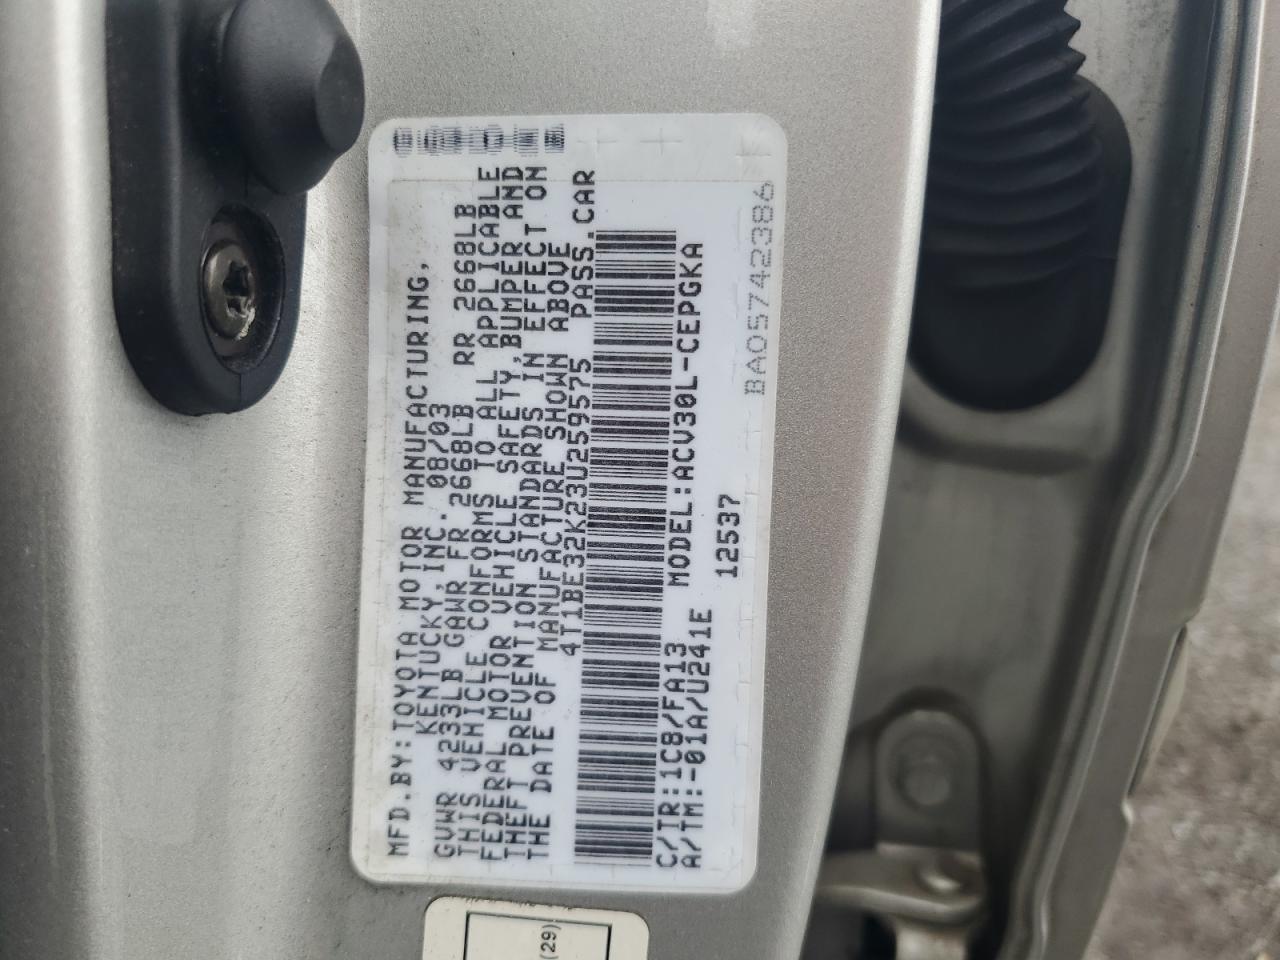 MFD.BY:TOYOTA MOTOR MANUFACTURING,
KENTUCKY,INC. 08/03
GVWR 4233LB GAWR FR 2668LB RR 2668LB
THIS VEHICLE CONFORMS TO ALL APPLICABLE
FEDERAL MOTOR VEHICLE SAFETY,BUMPER AND
THEFT PREVENTION STANDARDS IN EFFECT ON
THE DATE OF MANUFACTURE SHOWN ABOVE
4T1BE32K23U259575 PASS.CAR
C/TR:1C8/FA13 MODEL:ACV30L-CEPGKA
A/TM:-01A/U241E 12537
BA05742386
(29)